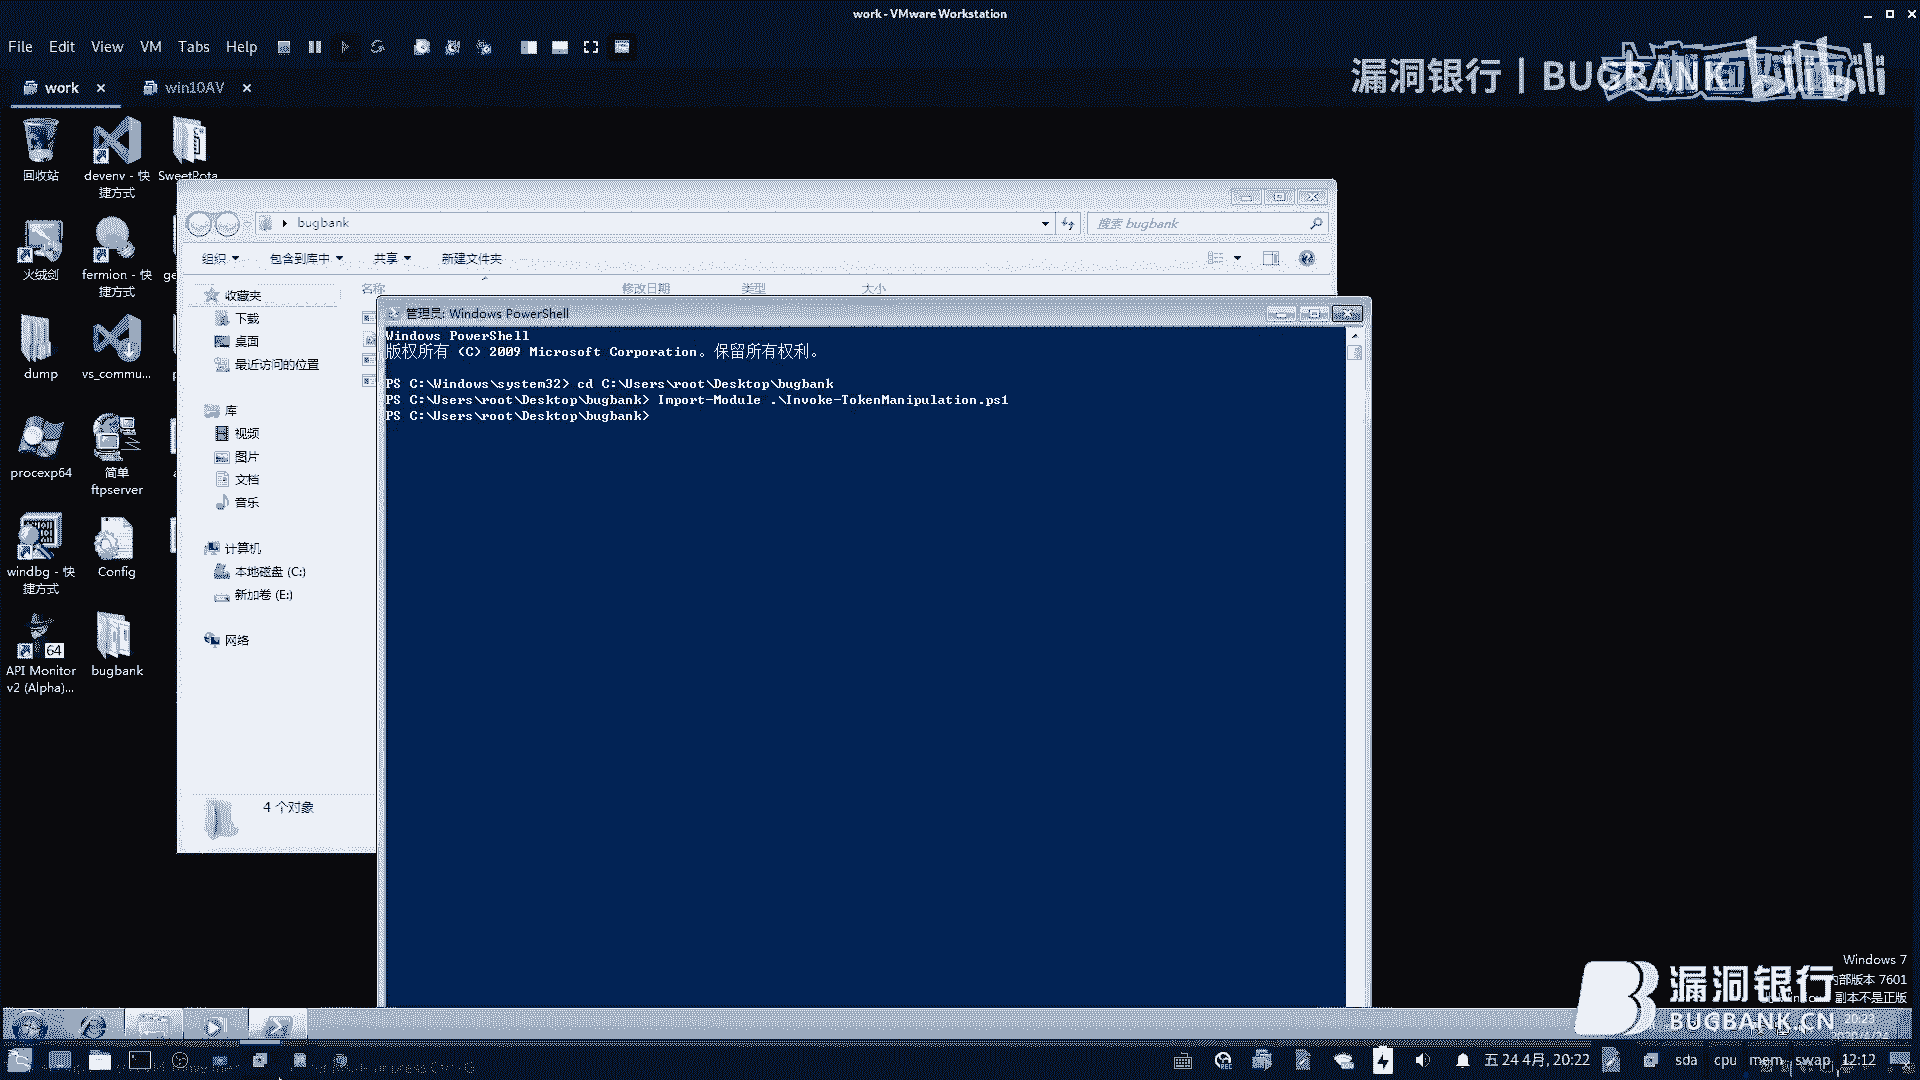 work - VMware Workstation
File Edit View VM Tabs Help
work
win10AV
漏洞银行 | BUGBANK bilibili
回收站
devenv - 快捷方式
SweetPota
火绒剑
fermion - 快捷方式
ge
dump
vs_commu...
procexp64
简单
ftpserver
windbg - 快捷方式
Config
API Monitor
v2 (Alpha)...
64
bugbank
bugbank
搜索 bugbank
组织
包含到库中
共享
新建文件夹
名称
修改日期
类型
大小
收藏夹
下载
桌面
最近访问的位置
库
视频
图片
文档
音乐
计算机
本地磁盘 (C:)
新加卷 (E:)
网络
4 个对象
管理员: Windows PowerShell
Windows PowerShell
版权所有 (C) 2009 Microsoft Corporation。保留所有权利。
PS C:\Windows\system32> cd C:\Users\root\Desktop\bugbank
PS C:\Users\root\Desktop\bugbank> Import-Module .\Invoke-TokenManipulation.ps1
PS C:\Users\root\Desktop\bugbank>
Windows 7
内部版本 7601
副本不是正版
漏洞银行
BUGBANK.CN
20:23
五 24 4月, 20:22
sda
cpu
mem
swap
12:12